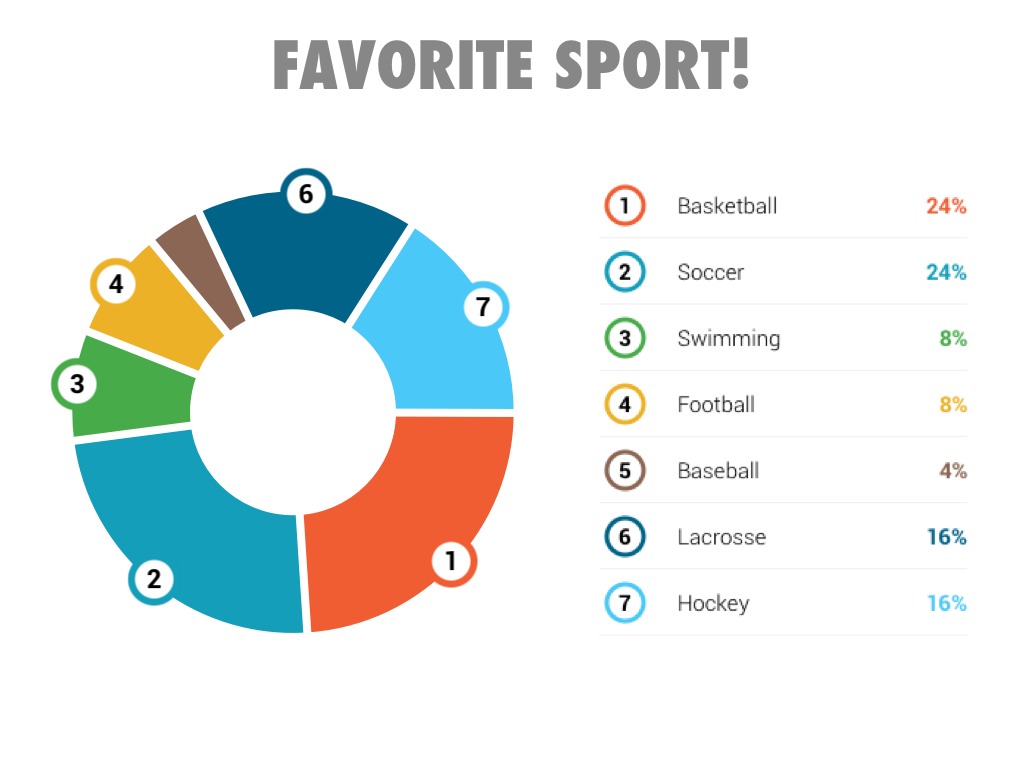 FAVORITE SPORT!
6
7
4
3
2
1
1 Basketball 24%
2 Soccer 24%
3 Swimming 8%
4 Football 8%
5 Baseball 4%
6 Lacrosse 16%
7 Hockey 16%